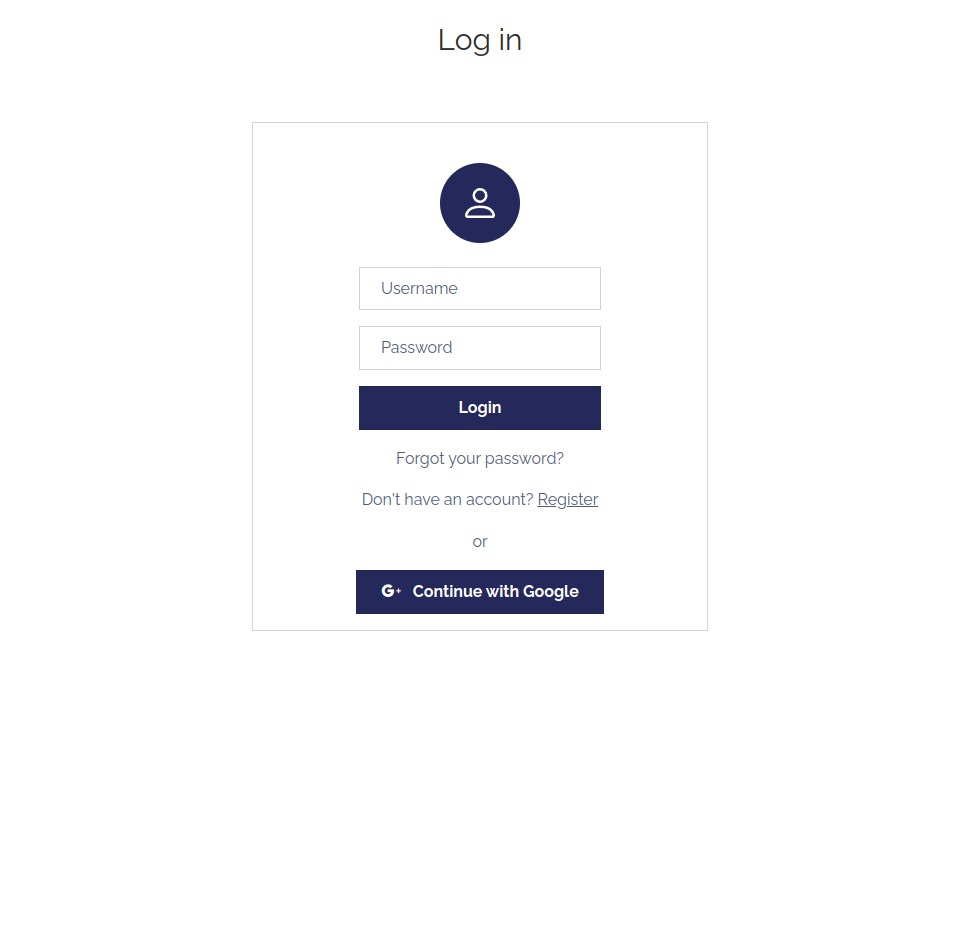 Log in
Username
Password
Login
Forgot your password?
Don't have an account? Register
or
G+ Continue with Google